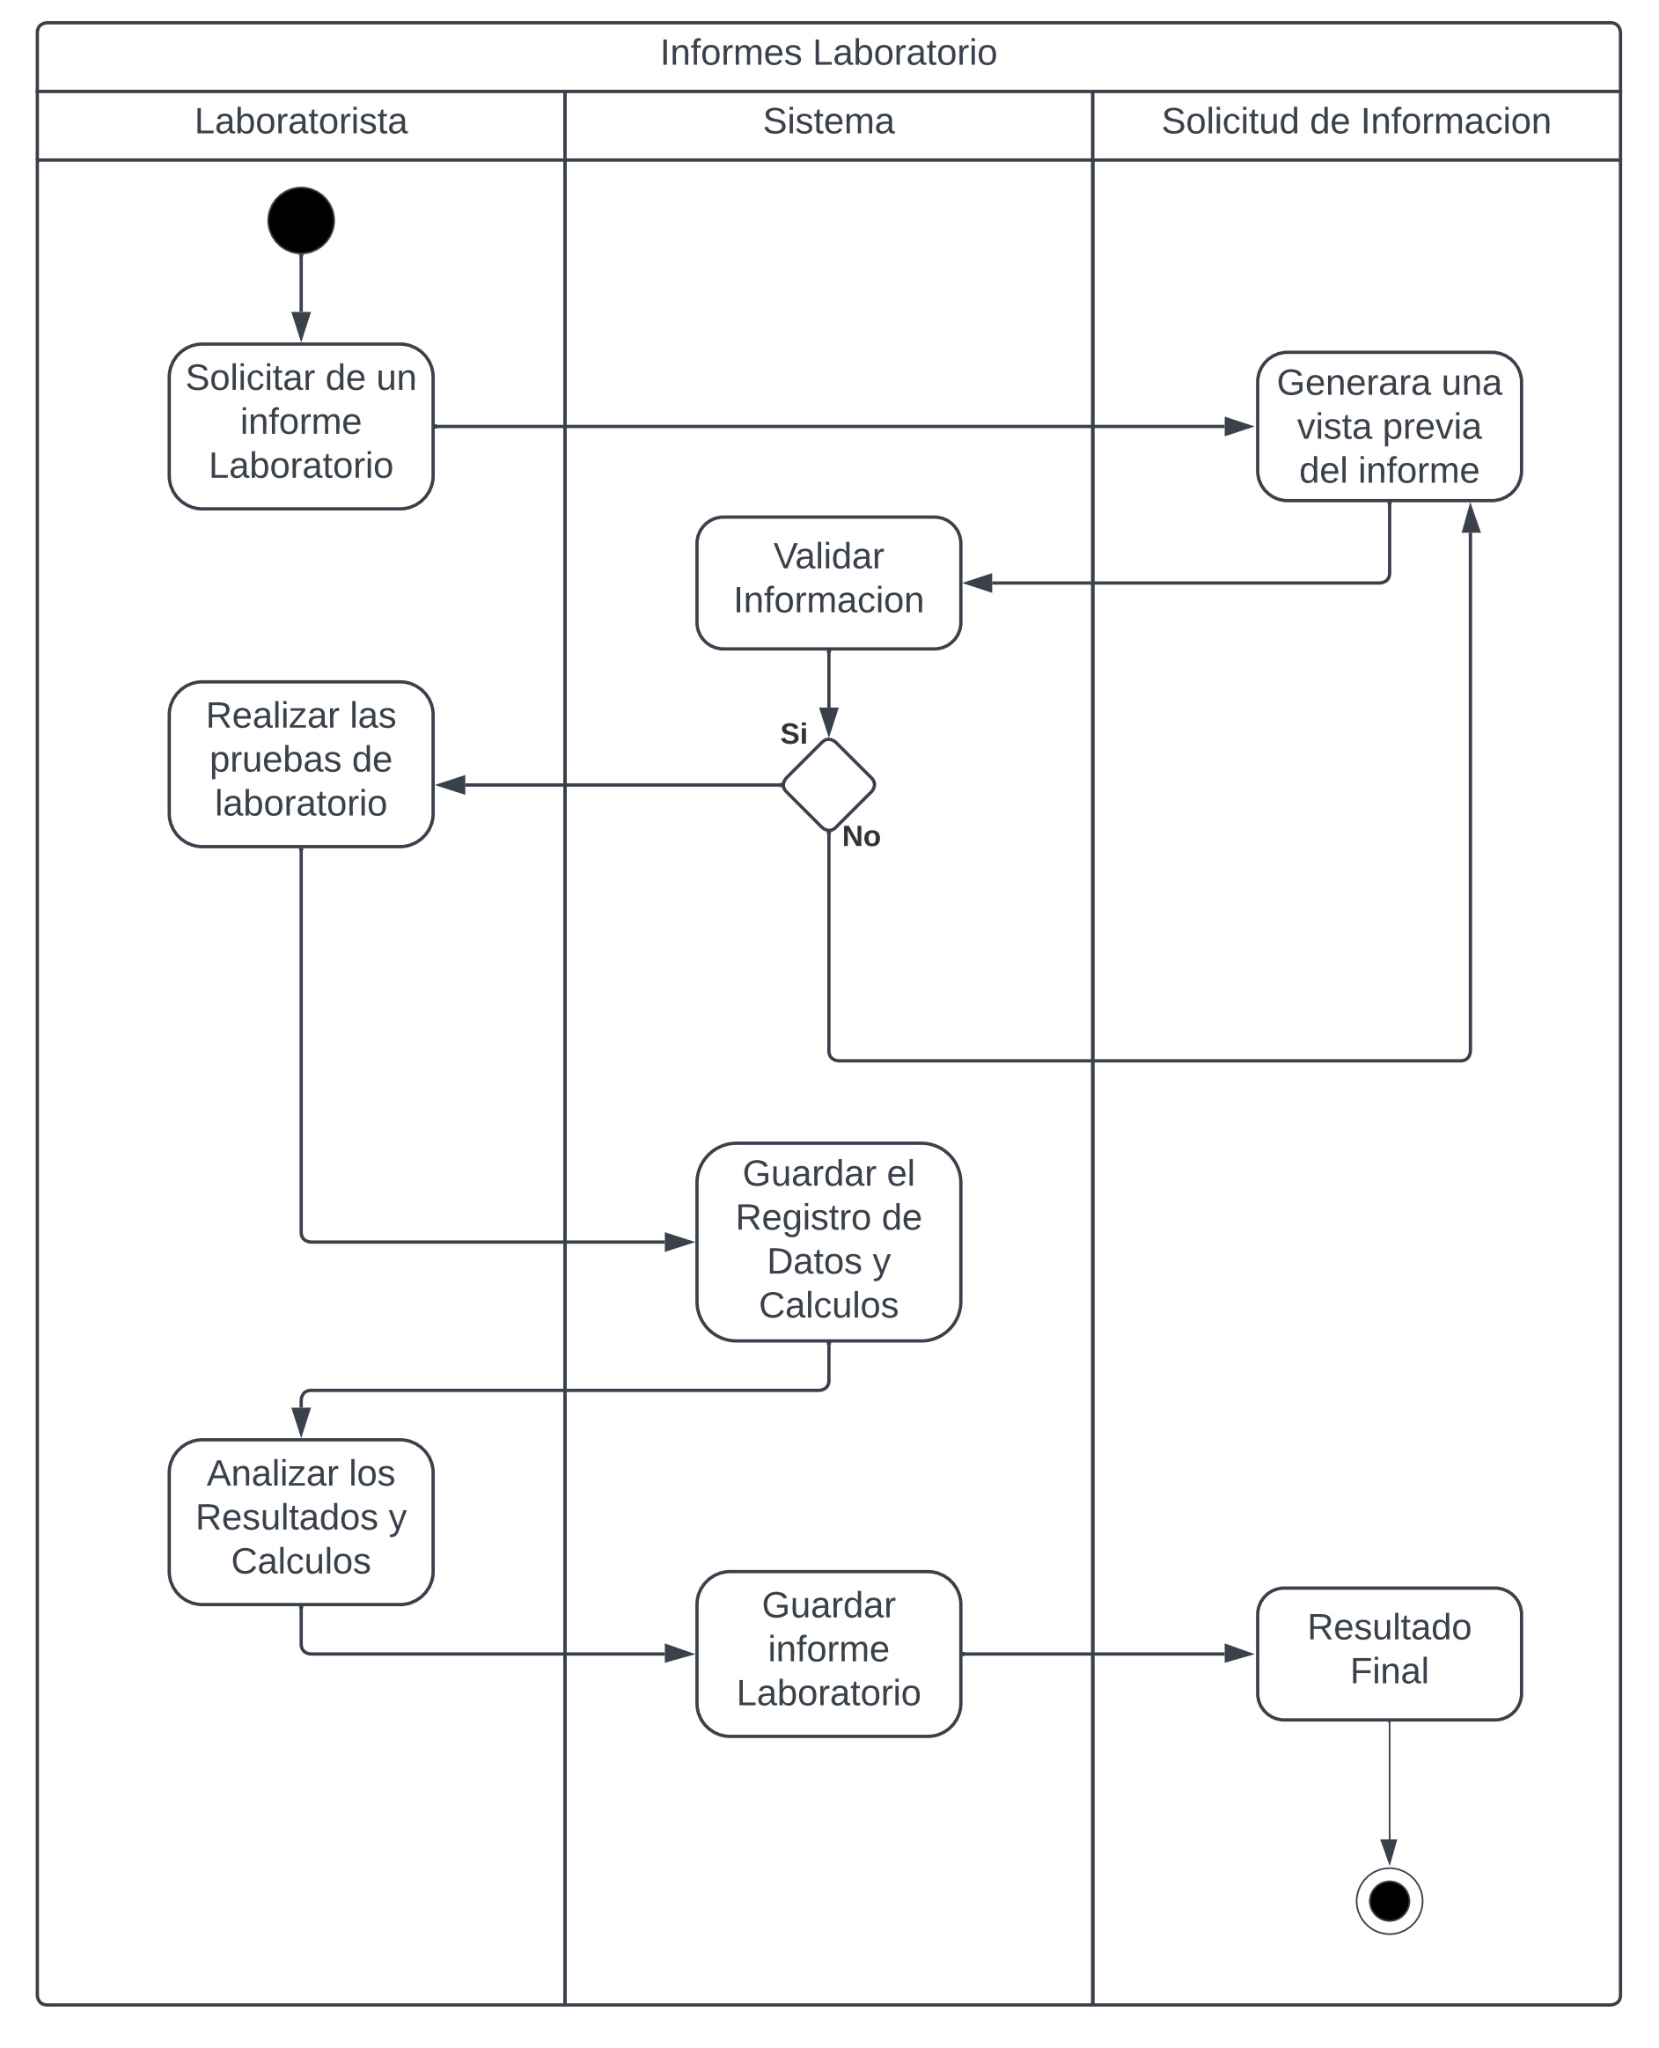 Informes Laboratorio
Laboratorista
Sistema
Solicitud de Informacion
Solicitar de un
informe
Laboratorio
Generara una
vista previa
del informe
Validar
Informacion
Si
No
Realizar las
pruebas de
laboratorio
Guardar el
Registro de
Datos y
Calculos
Analizar los
Resultados y
Calculos
Guardar
informe
Laboratorio
Resultado
Final